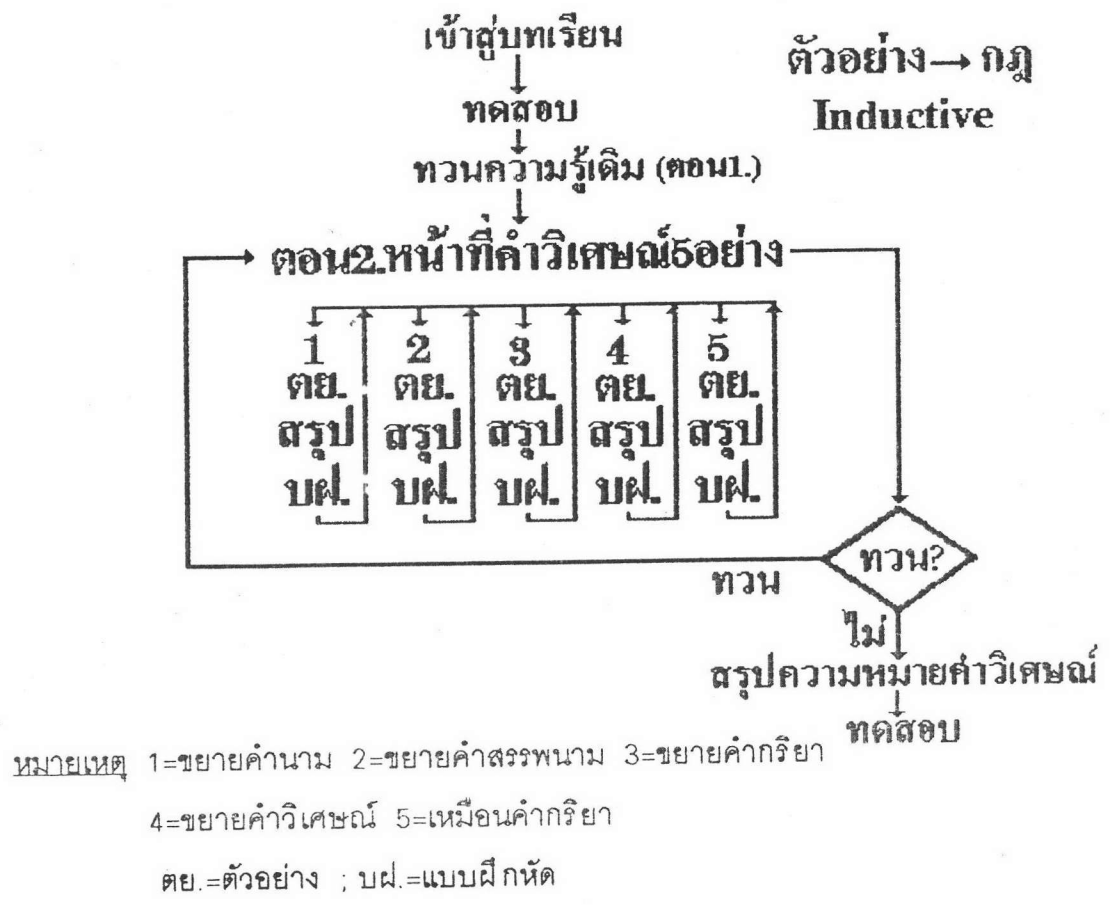 เข้าสู่บทเรียน
ตัวอย่าง→ กฎ
Inductive
ทดสอบ
ทวนความรู้เดิม (ตอน1.)
ตอน2.หน้าที่คำวิเศษณ์5อย่าง
1 2 3 4 5
ตย. ตย. ตย. ตย. ตย.
สรุป สรุป สรุป สรุป สรุป
บฝ. บฝ. บฝ. บฝ. บฝ.
ทวน?
ทวน
ไม่
สรุปความหมายคำวิเศษณ์
ทดสอบ
หมายเหตุ 1=ขยายคำนาม 2=ขยายคำสรรพนาม 3=ขยายคำกริยา
4=ขยายคำวิเศษณ์ 5=เหมือนคำกริยา
ตย.=ตัวอย่าง ; บฝ.=แบบฝึกหัด